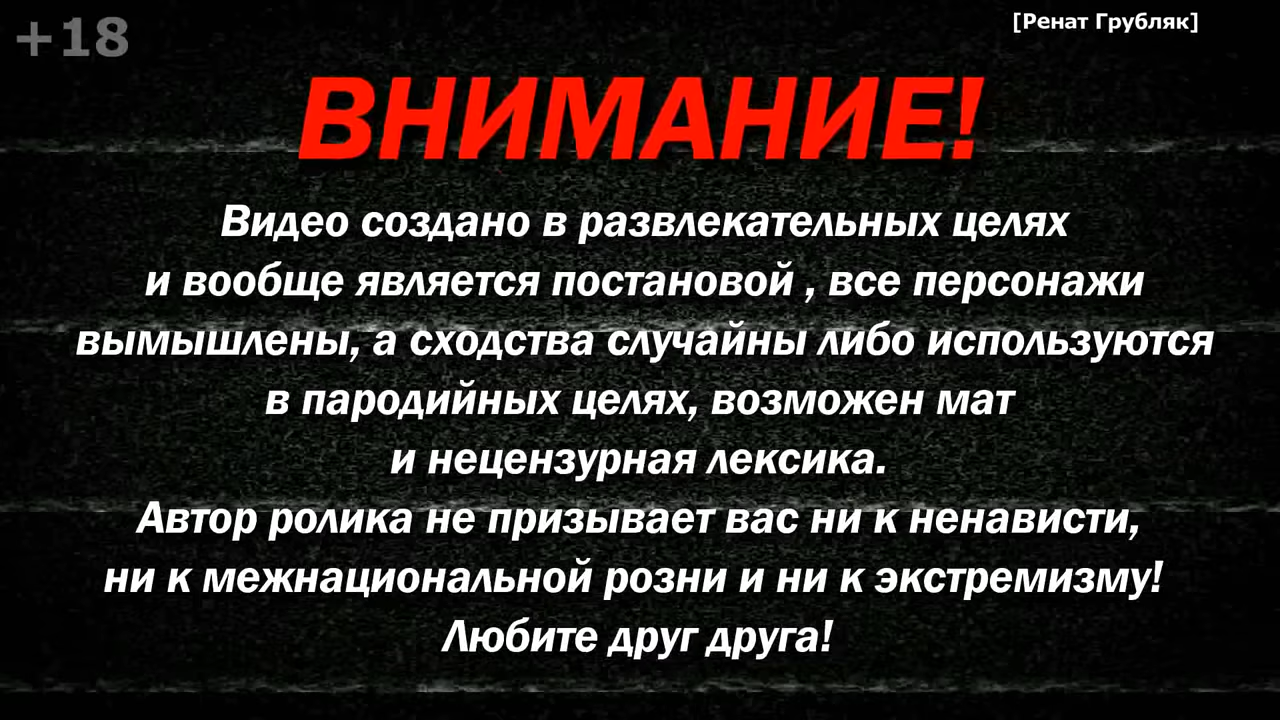 +18
[Ренат Грубляк]
ВНИМАНИЕ!
Видео создано в развлекательных целях
и вообще является постановой , все персонажи
вымышлены, а сходства случайны либо используются
в пародийных целях, возможен мат
и нецензурная лексика.
Автор ролика не призывает вас ни к ненависти,
ни к межнациональной розни и ни к экстремизму!
Любите друг друга!